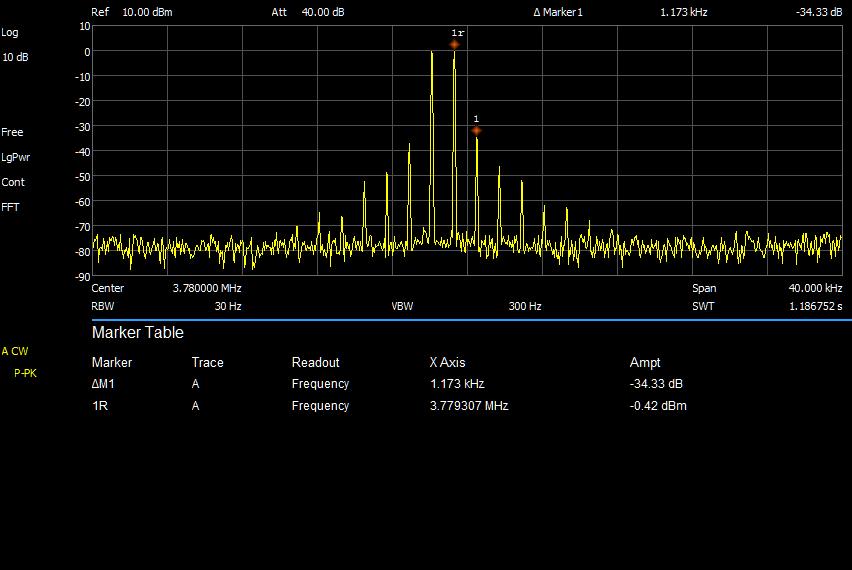 Ref 10.00 dBm Att 40.00 dB Δ Marker1 1.173 kHz -34.33 dB
Log
10 dB
Free
LgPwr
Cont
FFT
10
0
-10
-20
-30
-40
-50
-60
-70
-80
-90
1r
1
Center 3.780000 MHz Span 40.000 kHz
RBW 30 Hz VBW 300 Hz SWT 1.186752 s
Marker Table
A CW
P-PK
Marker Trace Readout X Axis Ampt
ΔM1 A Frequency 1.173 kHz -34.33 dB
1R A Frequency 3.779307 MHz -0.42 dBm